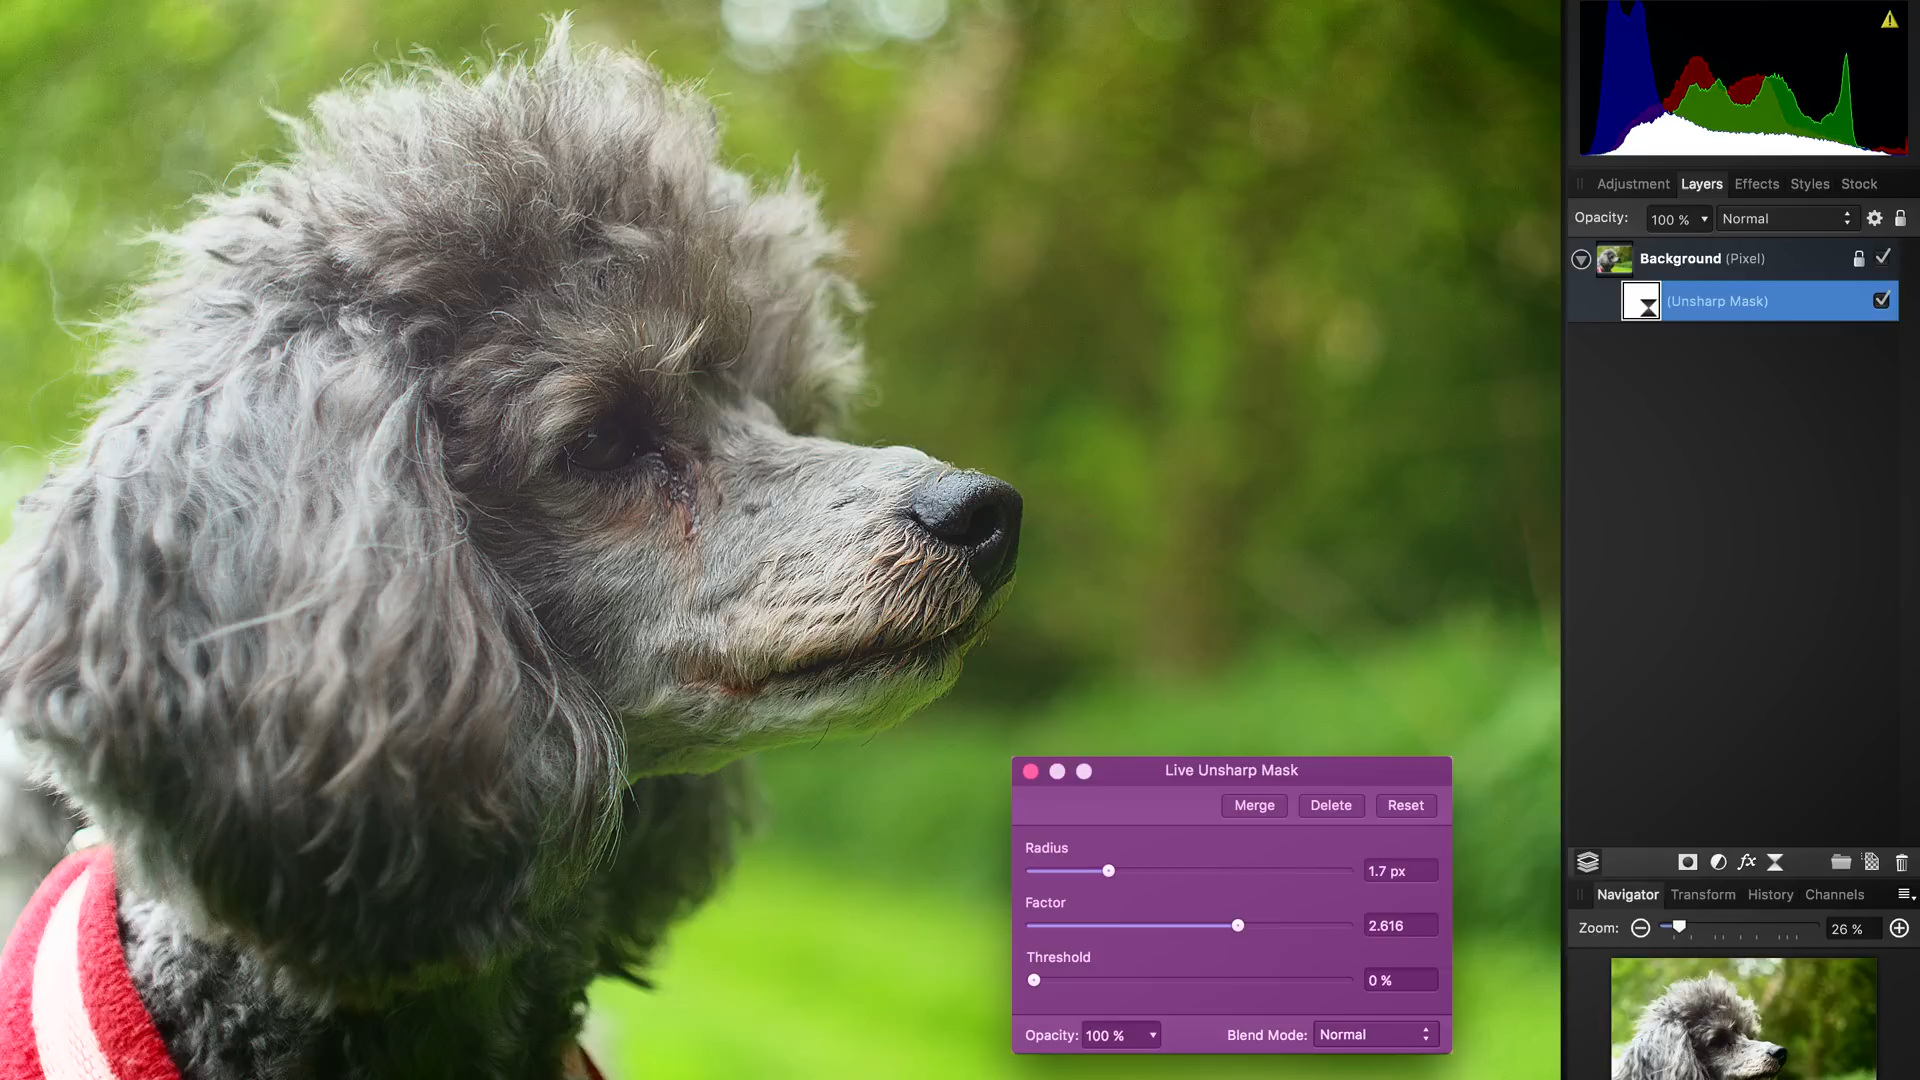 Adjustment Layers Effects Styles Stock
Opacity: 100 % Normal
Background (Pixel)
(Unsharp Mask)
Live Unsharp Mask
Merge Delete Reset
Radius
1.7 px
Factor
2.616
Threshold
0 %
Opacity: 100 % Blend Mode: Normal
fx
Navigator Transform History Channels
Zoom: 26 %